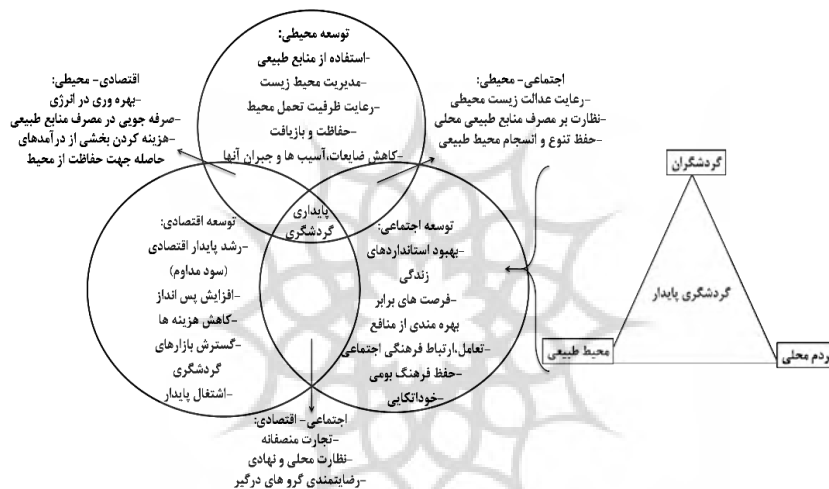 توسعه محیطی:
-استفاده از منابع طبیعی
-مدیریت محیط زیست
-رعایت ظرفیت تحمل محیط
-حفاظت و بازیافت
-کاهش ضایعات،آسیب ها و جبران آنها
اجتماعی- محیطی:
-رعایت عدالت زیست محیطی
-نظارت بر مصرف منابع طبیعی محلی
-حفظ تنوع و انسجام محیط طبیعی
اقتصادی- محیطی:
-بهره وری در انرژی
-صرفه جویی در مصرف منابع طبیعی
-هزینه کردن بخشی از درآمدهای
حاصله جهت حفاظت از محیط
پایداری
گردشگری
توسعه اجتماعی:
-بهبود استانداردهای
زندگی
-فرصت های برابر
بهره مندی از منافع
-تعامل،ارتباط فرهنگی اجتماعی
-حفظ فرهنگ بومی
-خوداتکایی
توسعه اقتصادی:
-رشد پایدار اقتصادی
(سود مداوم)
-افزایش پس انداز
-کاهش هزینه ها
-گسترش بازارهای
گردشگری
-اشتغال پایدار
اجتماعی- اقتصادی:
-تجارت منصفانه
-نظارت محلی و نهادی
-رضایتمندی گرو های درگیر
گردشگران
گردشگری پایدار
محیط طبیعی
ردم محلی